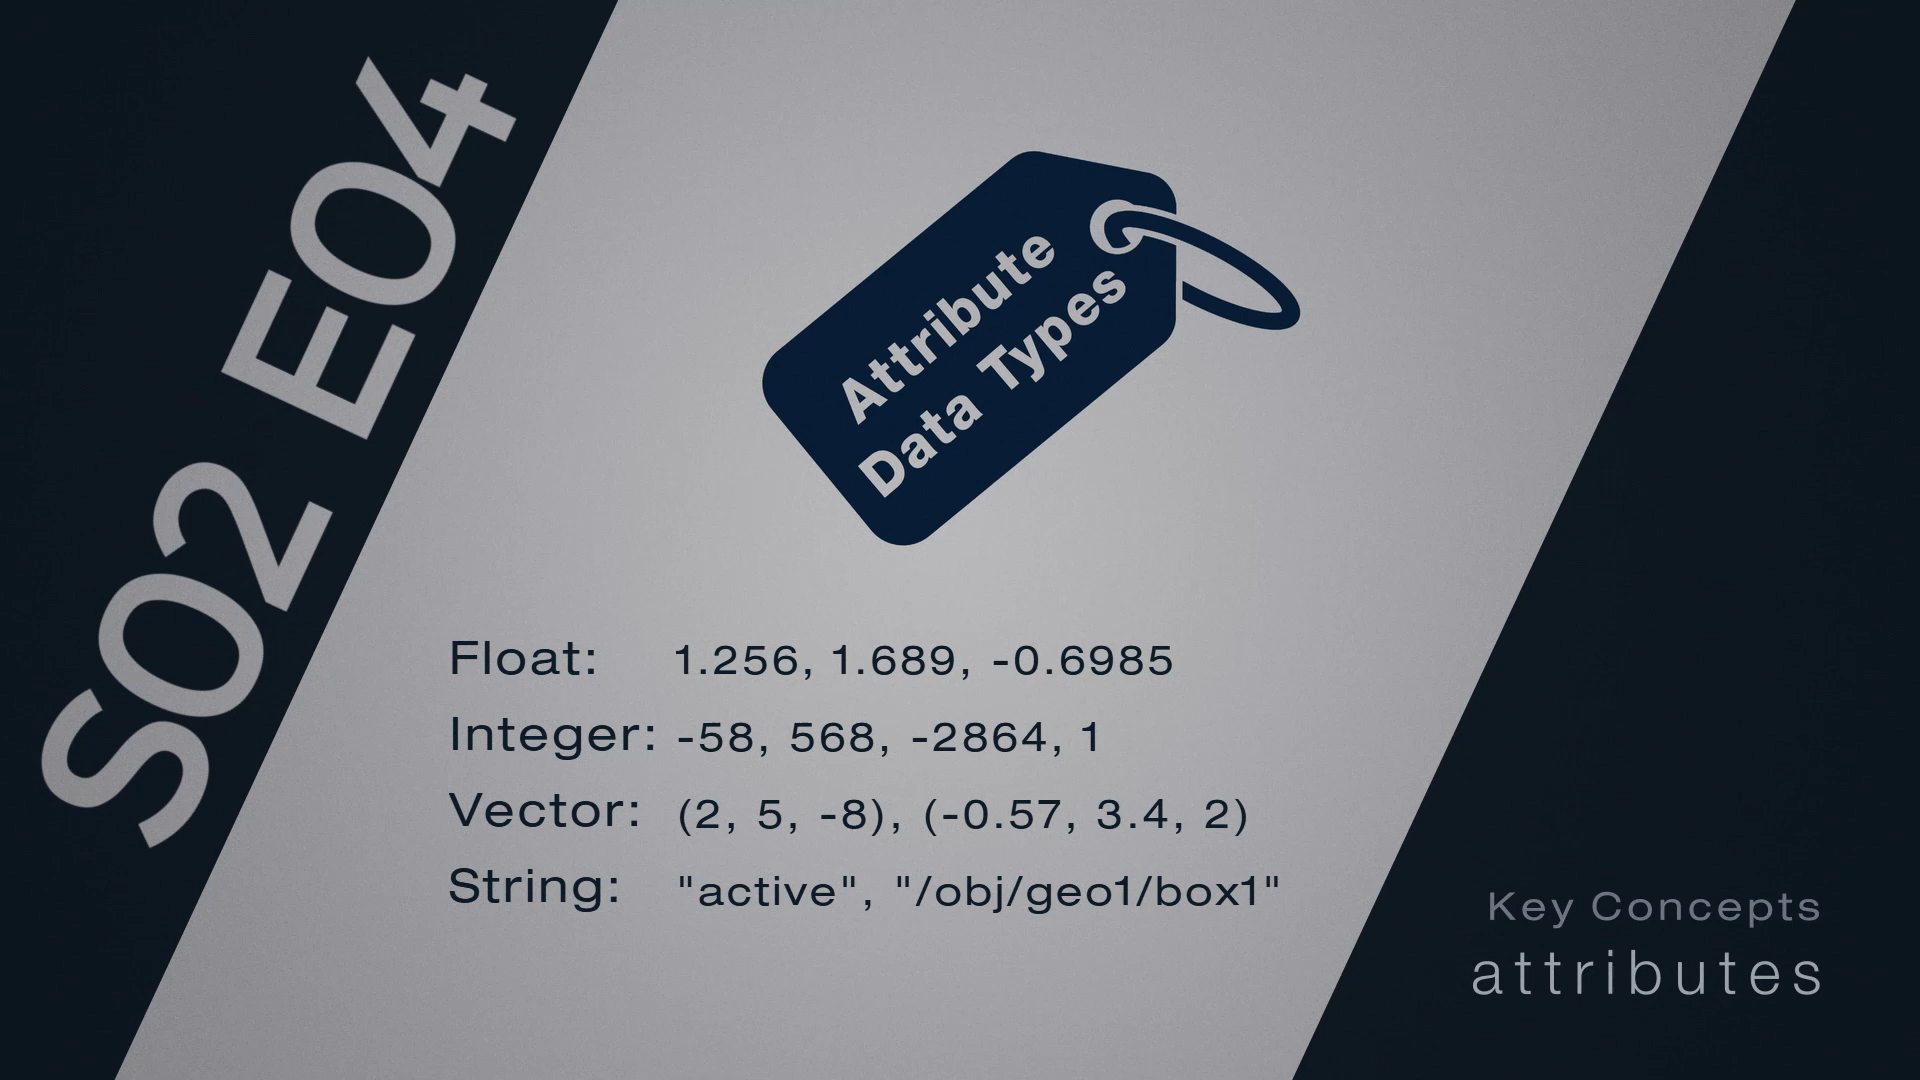 S02 E04
Attribute
Data Types
Float: 1.256, 1.689, -0.6985
Integer: -58, 568, -2864, 1
Vector: (2, 5, -8), (-0.57, 3.4, 2)
String: "active", "/obj/geo1/box1"
Key Concepts
attributes